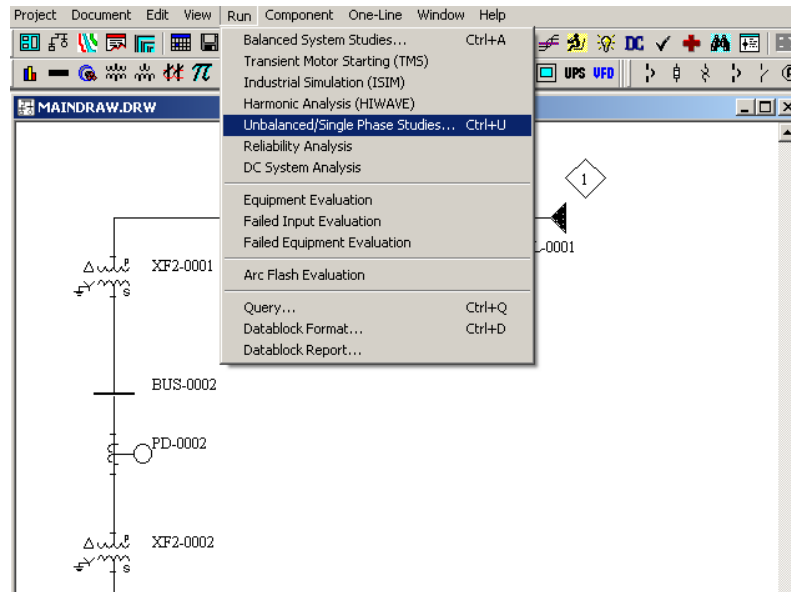 Project Document Edit View Run Component One-Line Window Help
Balanced System Studies... Ctrl+A
Transient Motor Starting (TMS)
Industrial Simulation (ISIM)
Harmonic Analysis (HIWAVE)
Unbalanced/Single Phase Studies... Ctrl+U
Reliability Analysis
DC System Analysis
Equipment Evaluation
Failed Input Evaluation
Failed Equipment Evaluation
Arc Flash Evaluation
Query... Ctrl+Q
Datablock Format... Ctrl+D
Datablock Report...
DC
UPS VFD
MAINDRAW.DRW
1
L-0001
XF2-0001
P
S
BUS-0002
PD-0002
XF2-0002
P
S